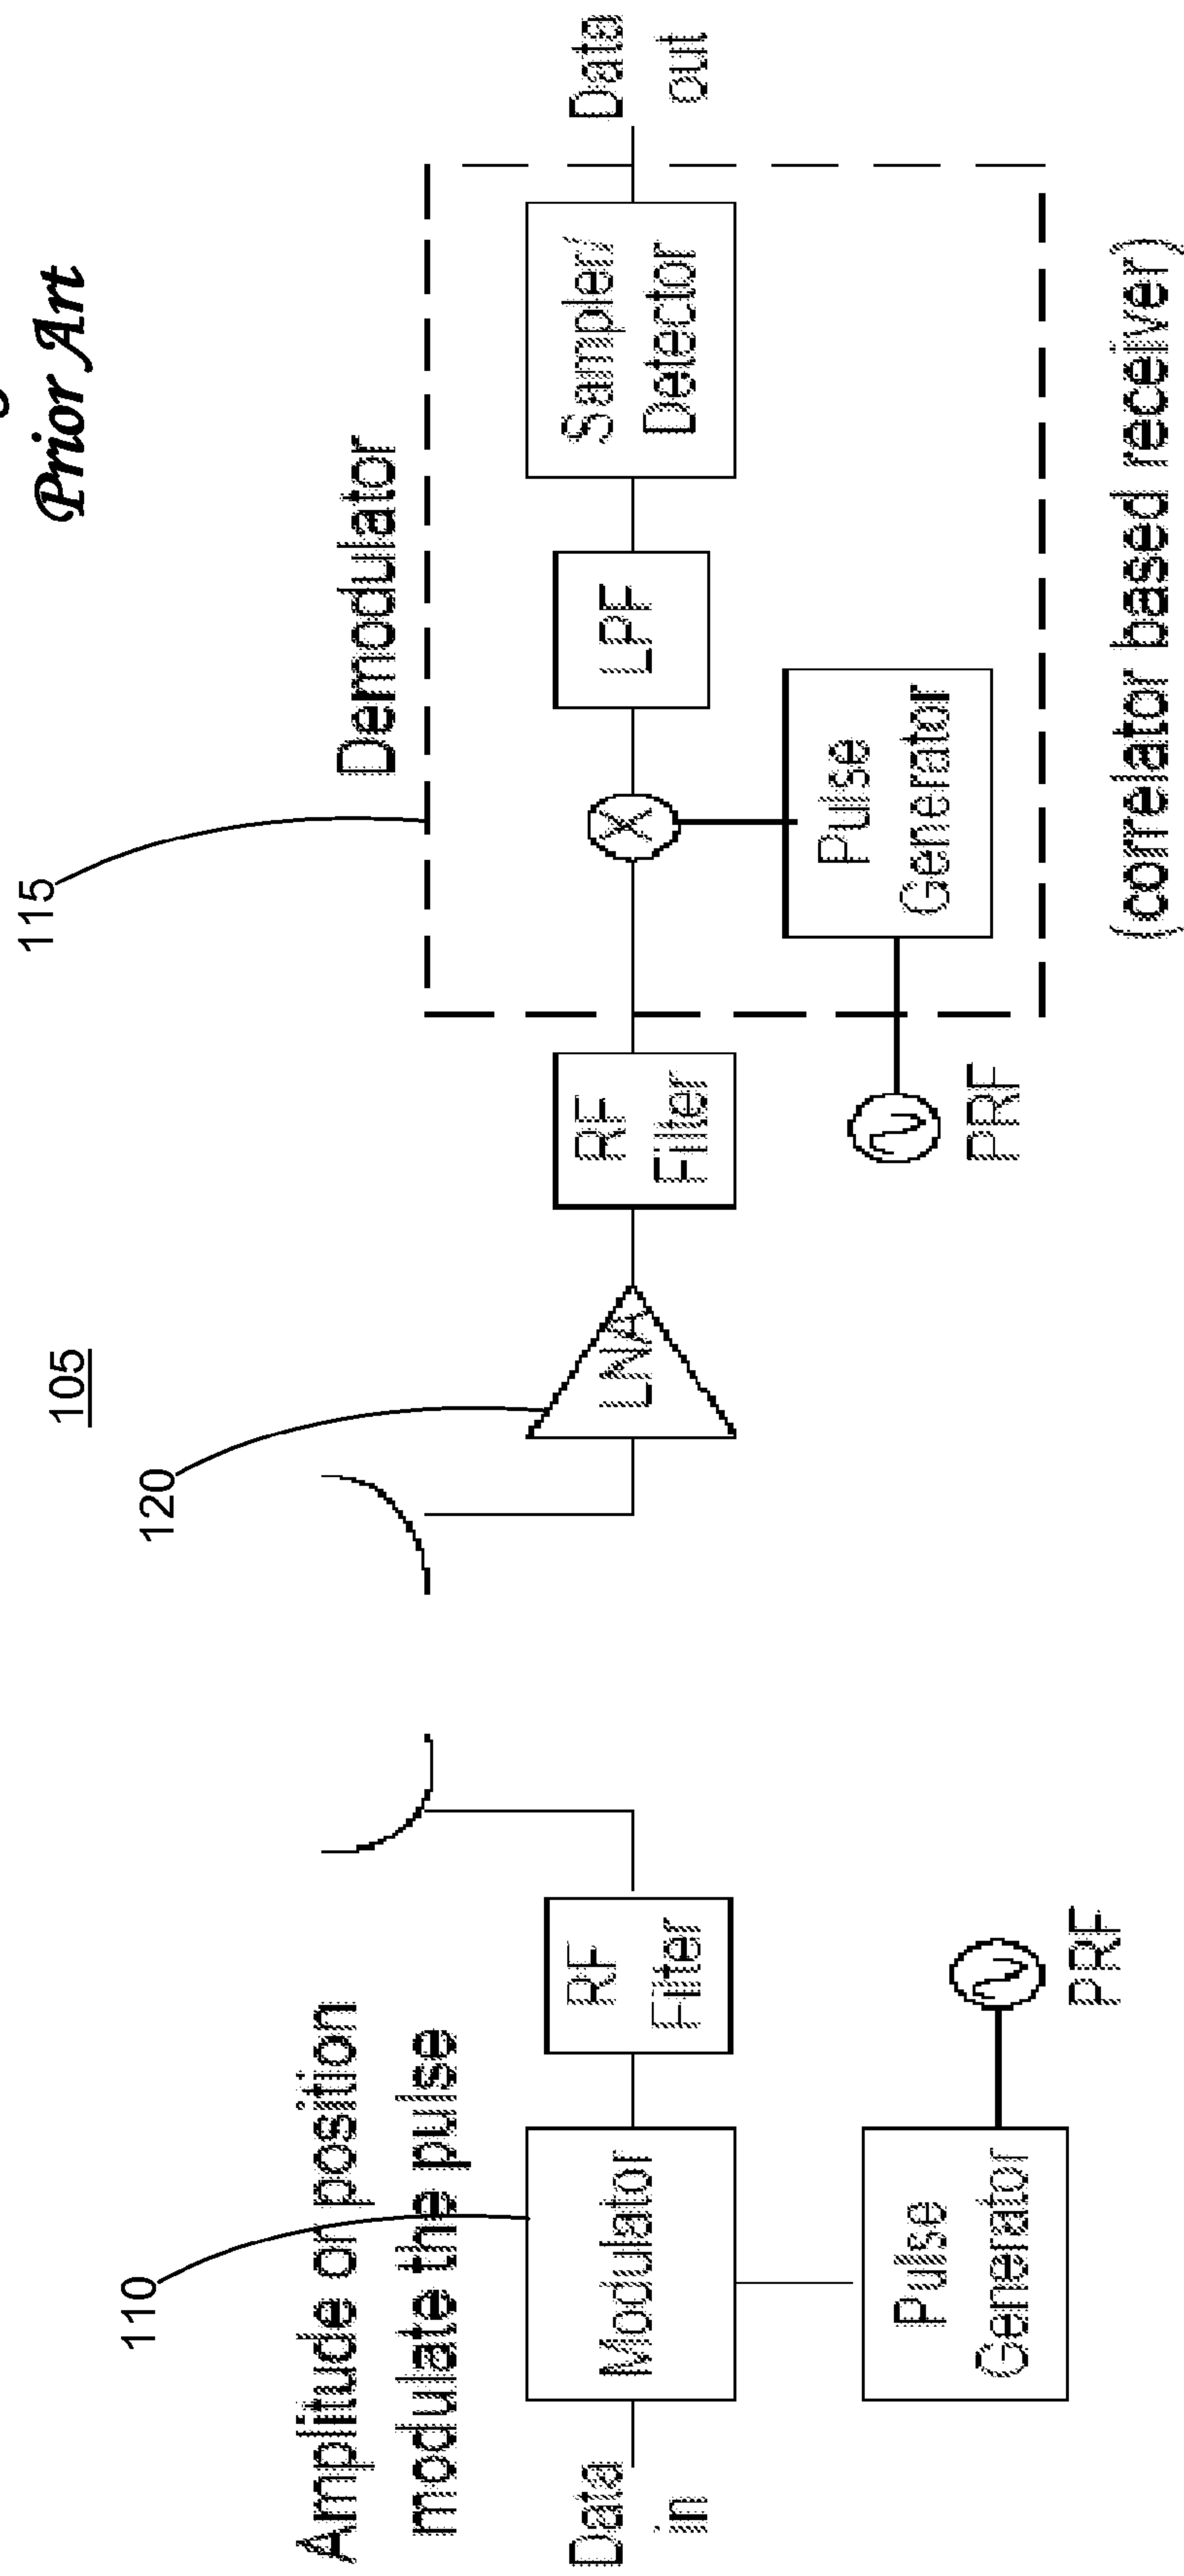 Prior Art
105
115
120
110
Demodulator
Amplitude or position
modulate the pulse
Data
in
Modulator
RF
Filter
Pulse
Generator
PRF
LNA
RF
Filter
X
LPF
Sampler/
Detector
Data
out
Pulse
Generator
PRF
(correlator based receiver)